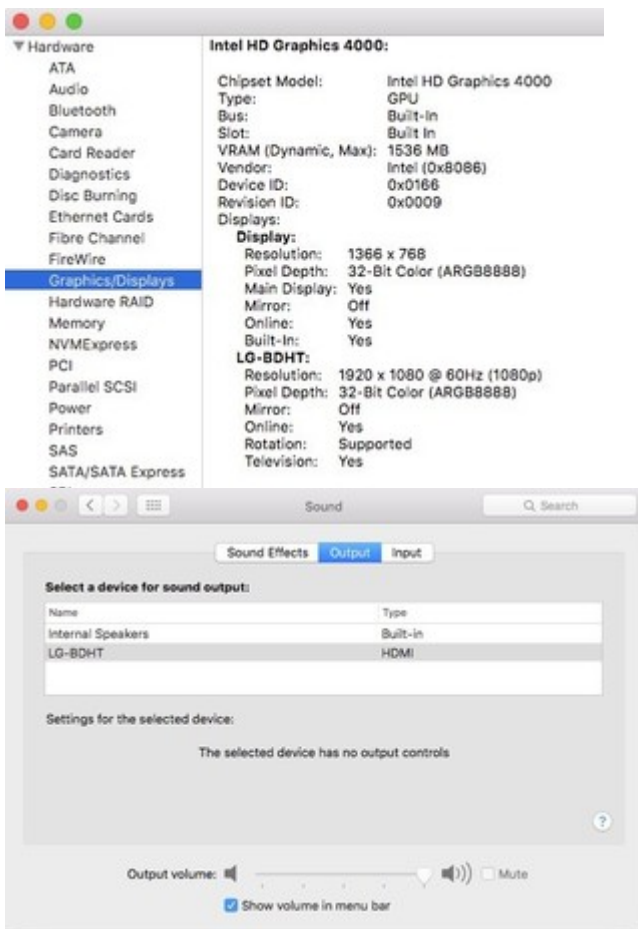 Hardware
ATA
Audio
Bluetooth
Camera
Card Reader
Diagnostics
Disc Burning
Ethernet Cards
Fibre Channel
FireWire
Graphics/Displays
Hardware RAID
Memory
NVMExpress
PCI
Parallel SCSI
Power
Printers
SAS
SATA/SATA Express
Intel HD Graphics 4000:
Chipset Model: Intel HD Graphics 4000
Type: GPU
Bus: Built-In
Slot: Built In
VRAM (Dynamic, Max): 1536 MB
Vendor: Intel (0x8086)
Device ID: 0x0166
Revision ID: 0x0009
Displays:
Display:
Resolution: 1366 x 768
Pixel Depth: 32-Bit Color (ARGB8888)
Main Display: Yes
Mirror: Off
Online: Yes
Built-In: Yes
LG-BDHT:
Resolution: 1920 x 1080 @ 60Hz (1080p)
Pixel Depth: 32-Bit Color (ARGB8888)
Mirror: Off
Online: Yes
Rotation: Supported
Television: Yes
Sound
Search
Sound Effects Output Input
Select a device for sound output:
Name Type
Internal Speakers Built-in
LG-BDHT HDMI
Settings for the selected device:
The selected device has no output controls
?
Output volume: Mute
Show volume in menu bar